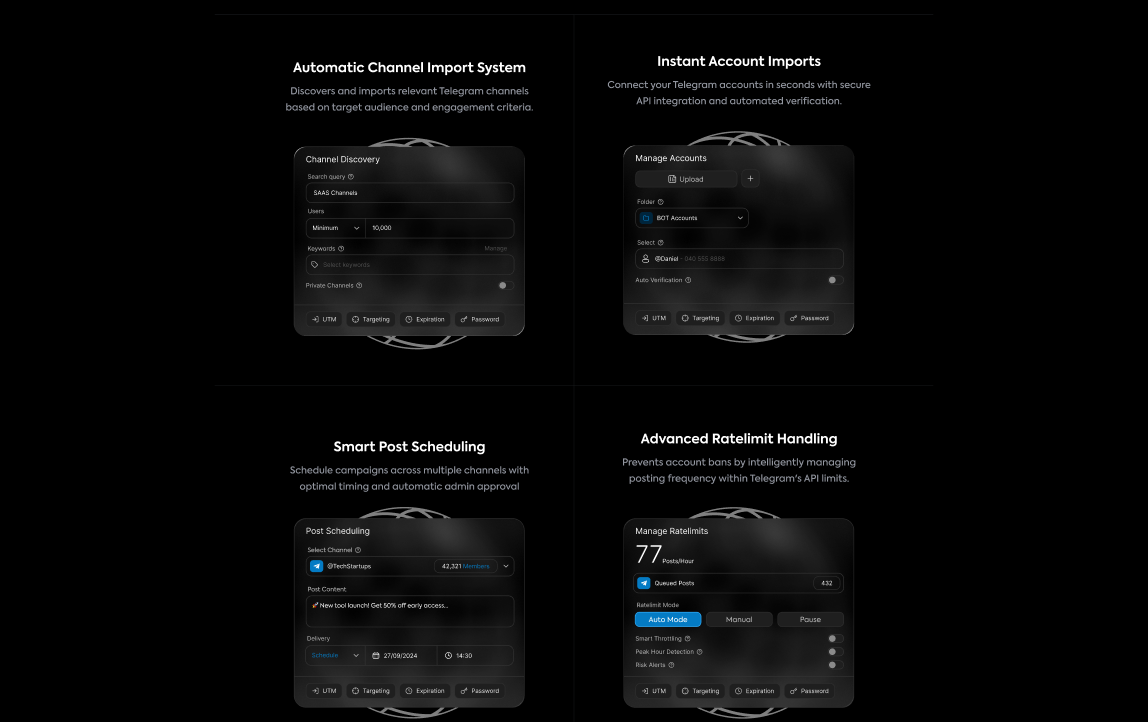 Automatic Channel Import System
Discovers and imports relevant Telegram channels
based on target audience and engagement criteria.
Channel Discovery
Search query
SAAS Channels
Users
Minimum
10,000
Keywords
Manage
Select keywords
Private Channels
UTM
Targeting
Expiration
Password
Instant Account Imports
Connect your Telegram accounts in seconds with secure
API integration and automated verification.
Manage Accounts
Upload
+
Folder
BOT Accounts
Select
@Daniel - 040 555 8888
Auto Verification
UTM
Targeting
Expiration
Password
Smart Post Scheduling
Schedule campaigns across multiple channels with
optimal timing and automatic admin approval
Post Scheduling
Select Channel
@TechStartups
42,321 Members
Post Content
🚀 New tool launch! Get 50% off early access...
Delivery
Schedule
27/09/2024
14:30
UTM
Targeting
Expiration
Password
Advanced Ratelimit Handling
Prevents account bans by intelligently managing
posting frequency within Telegram's API limits.
Manage Ratelimits
77 Posts/Hour
Queued Posts
432
Ratelimit Mode
Auto Mode
Manual
Pause
Smart Throttling
Peak Hour Detection
Risk Alerts
UTM
Targeting
Expiration
Password